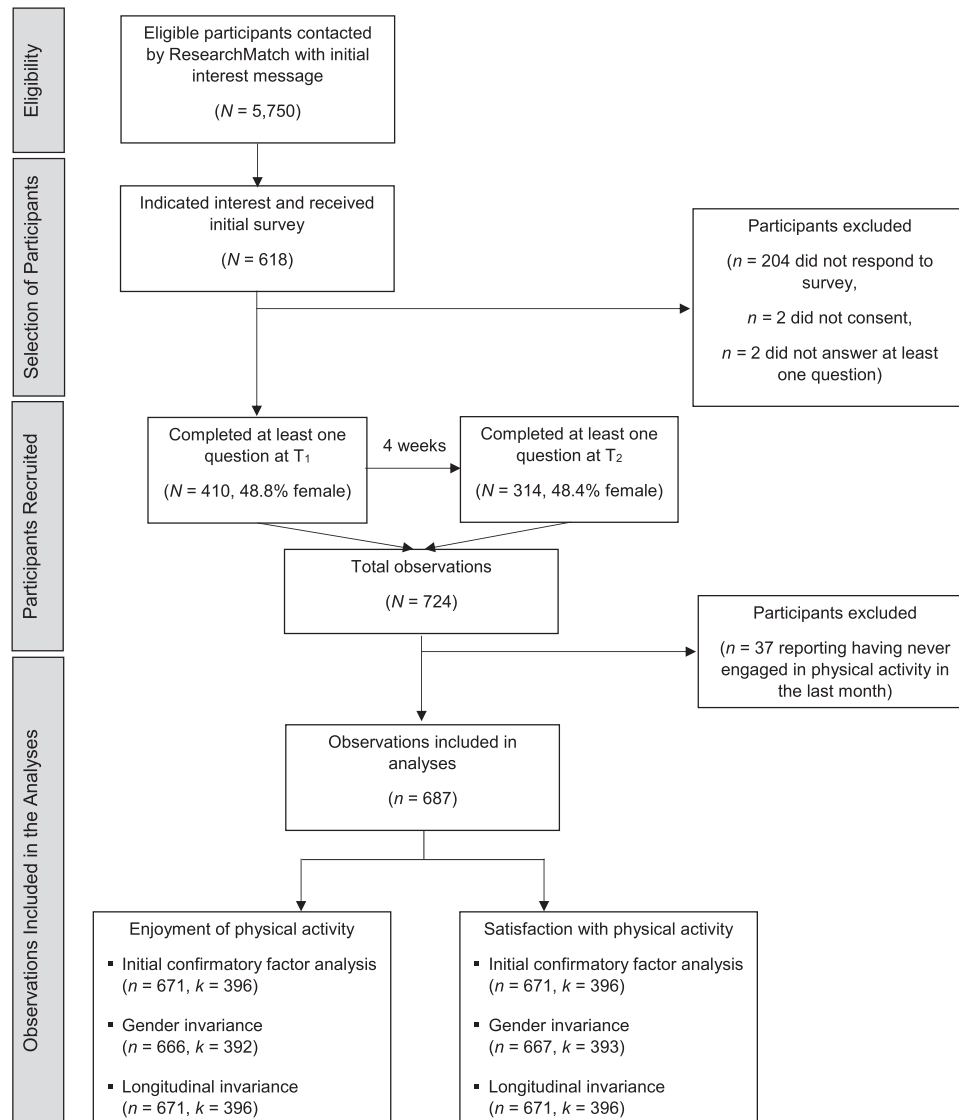 Eligibility
Eligible participants contacted
by ResearchMatch with initial
interest message
(N = 5,750)
Selection of Participants
Indicated interest and received
initial survey
(N = 618)
Participants excluded
(n = 204 did not respond to
survey,
n = 2 did not consent,
n = 2 did not answer at least
one question)
Participants Recruited
Completed at least one
question at T1
(N = 410, 48.8% female)
4 weeks
Completed at least one
question at T2
(N = 314, 48.4% female)
Total observations
(N = 724)
Participants excluded
(n = 37 reporting having never
engaged in physical activity in
the last month)
Observations Included in the Analyses
Observations included in
analyses
(n = 687)
Enjoyment of physical activity
▪ Initial confirmatory factor analysis
(n = 671, k = 396)
▪ Gender invariance
(n = 666, k = 392)
▪ Longitudinal invariance
(n = 671, k = 396)
Satisfaction with physical activity
▪ Initial confirmatory factor analysis
(n = 671, k = 396)
▪ Gender invariance
(n = 667, k = 393)
▪ Longitudinal invariance
(n = 671, k = 396)